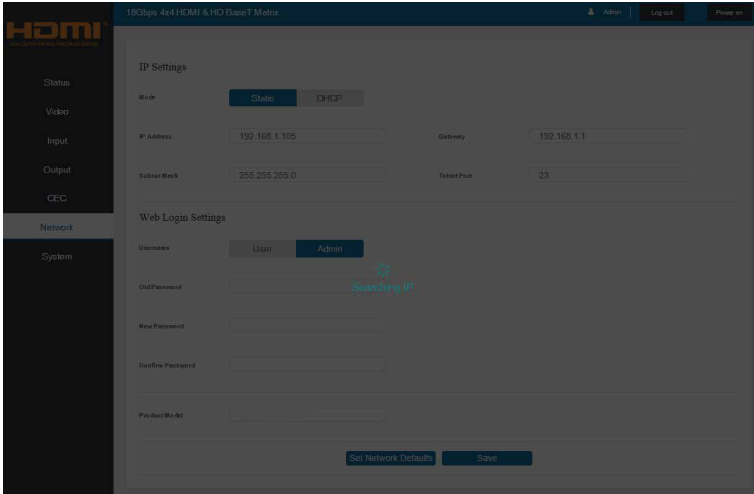 18Gbps 4x4 HDMI & HD BaseT Matrix
Admin
Log out
Power on
HDMI
Status
Video
Input
Output
CEC
Network
System
IP Settings
Mode
Static
DHCP
IP Address
192.168.1.105
Gateway
192.168.1.1
Subnet Mask
255.255.255.0
Telnet Port
23
Web Login Settings
Username
User
Admin
Old Password
Searching IP
New Password
Confirm Password
Product Model
Set Network Defaults
Save